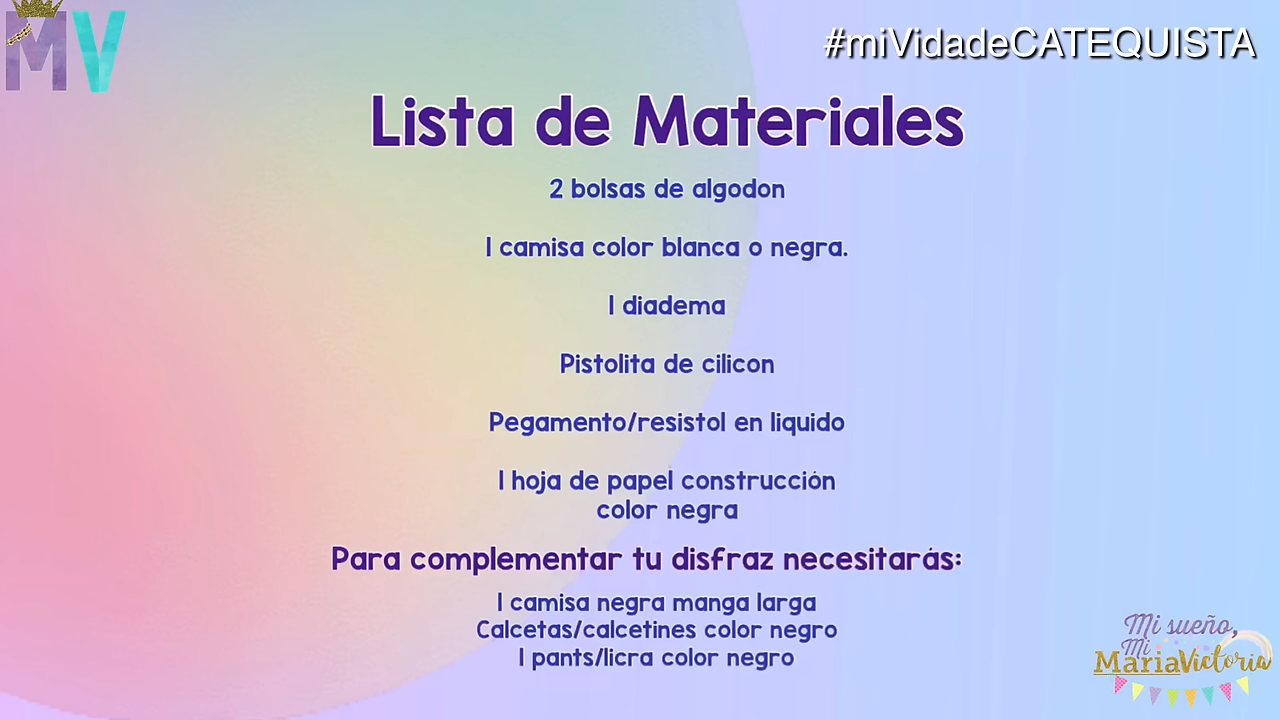 MV
#miVidadeCATEQUISTA
Lista de Materiales
2 bolsas de algodon
1 camisa color blanca o negra.
1 diadema
Pistolita de cilicon
Pegamento/resistol en liquido
1 hoja de papel construcción
color negra
Para complementar tu disfraz necesitarás:
1 camisa negra manga larga
Calcetas/calcetines color negro
1 pants/licra color negro
Mi sueño,
Mi
MariaVictoria